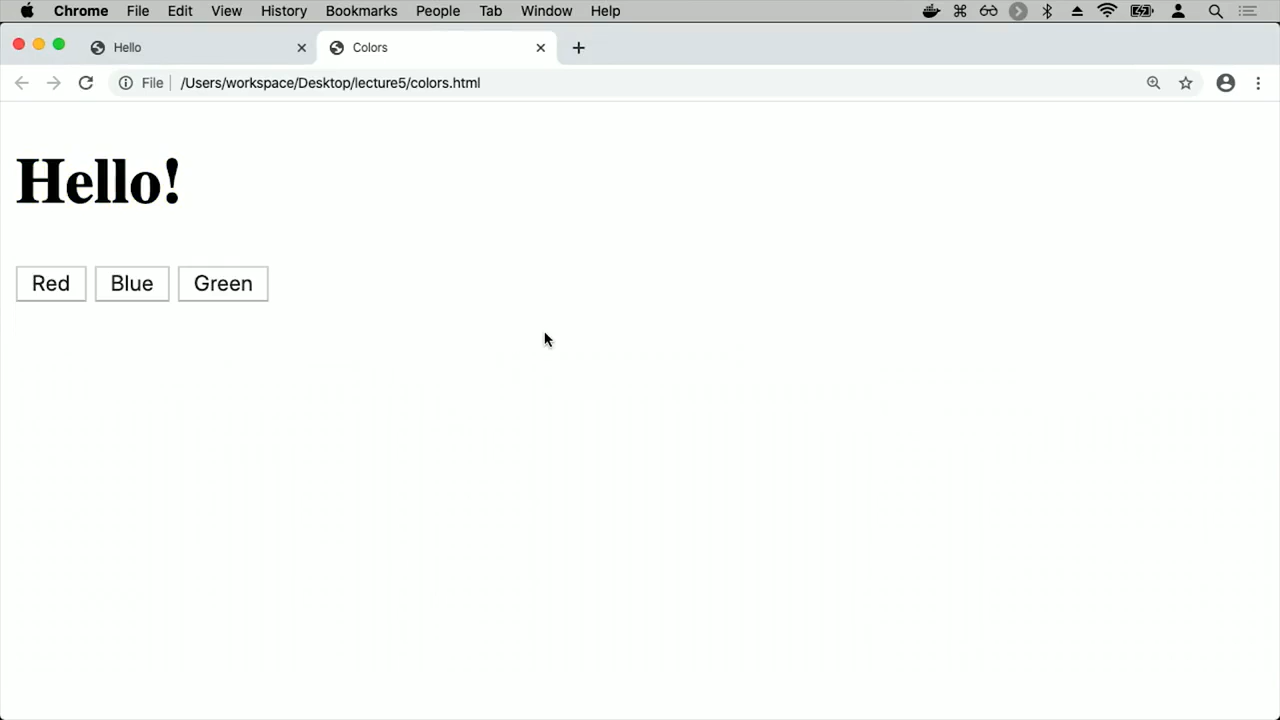 Chrome File Edit View History Bookmarks People Tab Window Help
Hello Colors
File /Users/workspace/Desktop/lecture5/colors.html
Hello!
Red Blue Green